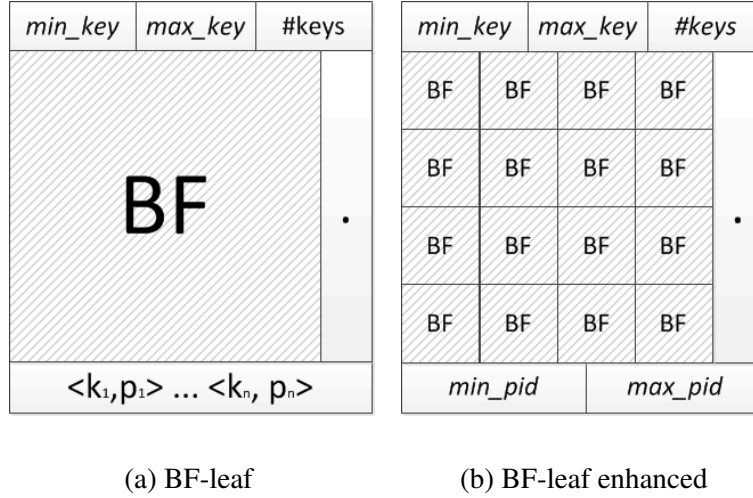 min_key max_key #keys
BF
.
<k₁,p₁> ... <kₙ, pₙ>
(a) BF-leaf
min_key max_key #keys
BF BF BF BF
BF BF BF BF
.
BF BF BF BF
BF BF BF BF
min_pid max_pid
(b) BF-leaf enhanced